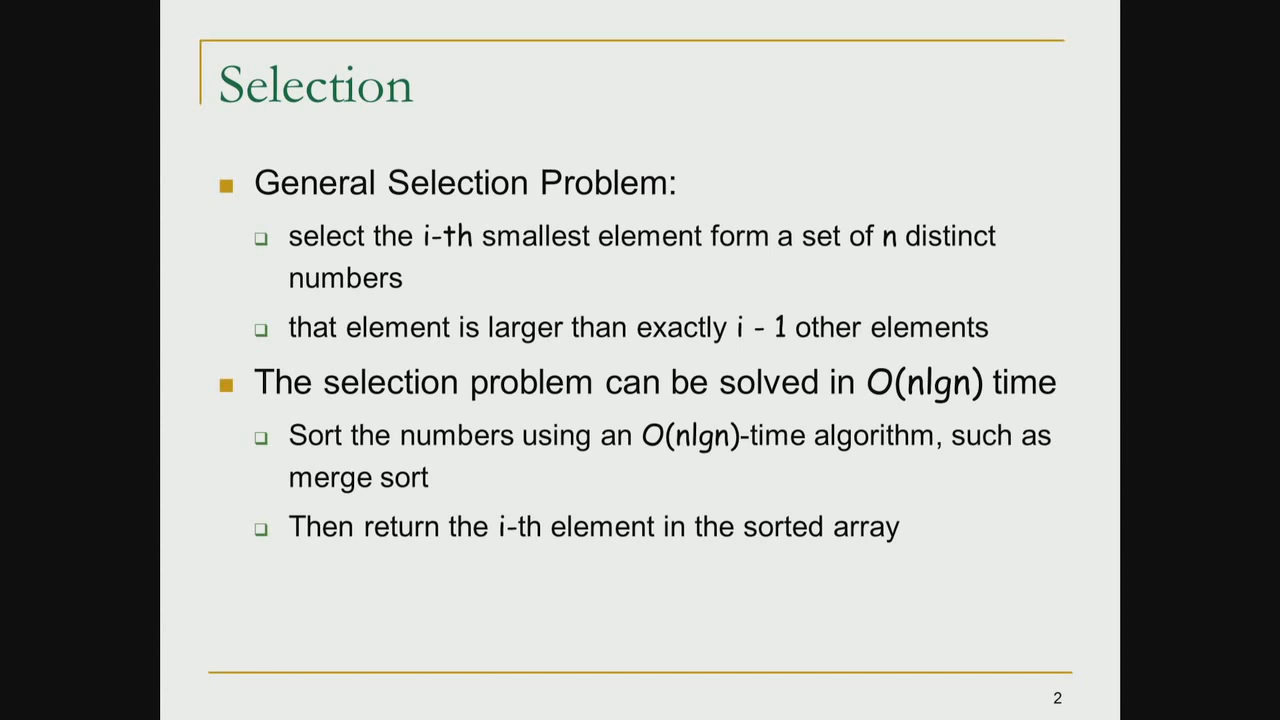 Selection
General Selection Problem:
select the i-th smallest element form a set of n distinct
numbers
that element is larger than exactly i - 1 other elements
The selection problem can be solved in O(nlgn) time
Sort the numbers using an O(nlgn)-time algorithm, such as
merge sort
Then return the i-th element in the sorted array
2